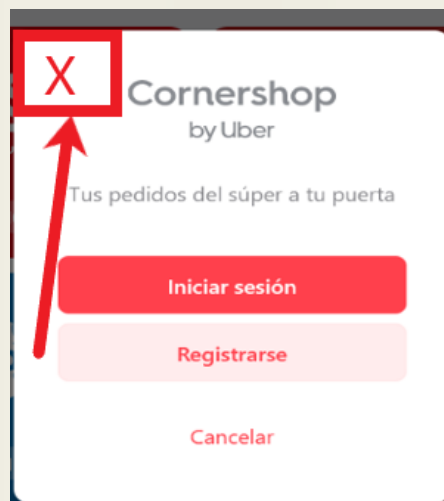 X
Cornershop
by Uber
Tus pedidos del súper a tu puerta
Iniciar sesión
Registrarse
Cancelar